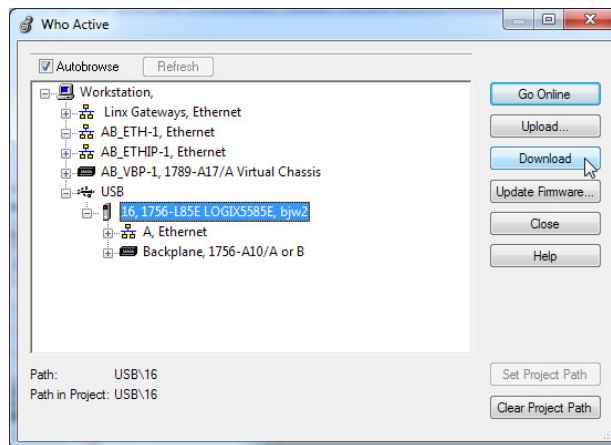 Who Active
Autobrowse
Refresh
Workstation,
Linx Gateways, Ethernet
AB_ETH-1, Ethernet
AB_ETHIP-1, Ethernet
AB_VBP-1, 1789-A17/A Virtual Chassis
USB
16, 1756-L85E LOGIX5585E, bjw2
A, Ethernet
Backplane, 1756-A10/A or B
Go Online
Upload...
Download
Update Firmware...
Close
Help
Path: USB\16
Path in Project: USB\16
Set Project Path
Clear Project Path